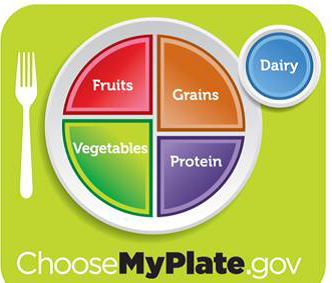 Fruits
Grains
Dairy
Vegetables
Protein
ChooseMyPlate.gov